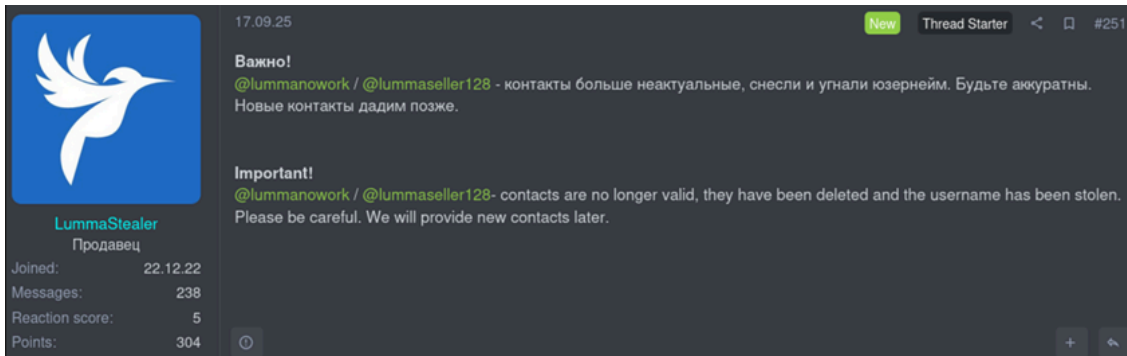 17.09.25
New
Thread Starter
#251
Важно!
@lummanowork / @lummaseller128 - контакты больше неактуальные, снесли и угнали юзернейм. Будьте аккуратны.
Новые контакты дадим позже.
Important!
@lummanowork / @lummaseller128- contacts are no longer valid, they have been deleted and the username has been stolen.
Please be careful. We will provide new contacts later.
LummaStealer
Продавец
Joined: 22.12.22
Messages: 238
Reaction score: 5
Points: 304